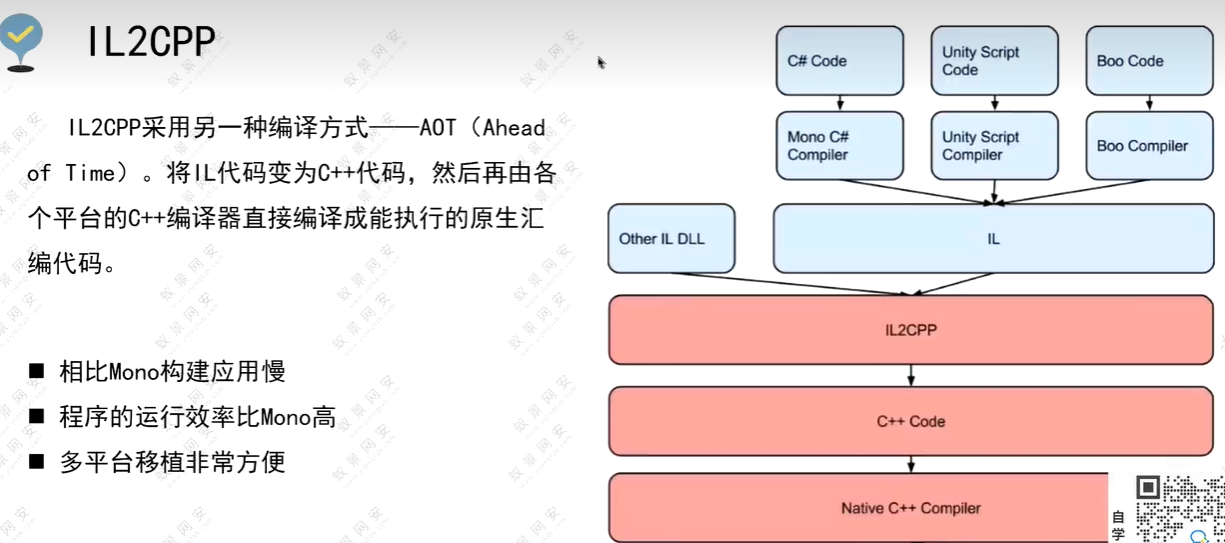 IL2CPP
IL2CPP采用另一种编译方式——AOT（Ahead
of Time）。将IL代码变为C++代码，然后再由各
个平台的C++编译器直接编译成能执行的原生汇
编代码。
■ 相比Mono构建应用慢
■ 程序的运行效率比Mono高
■ 多平台移植非常方便
C# Code
Unity Script
Code
Boo Code
Mono C#
Compiler
Unity Script
Compiler
Boo Compiler
Other IL DLL
IL
IL2CPP
C++ Code
Native C++ Compiler
自
学
蚁景网安